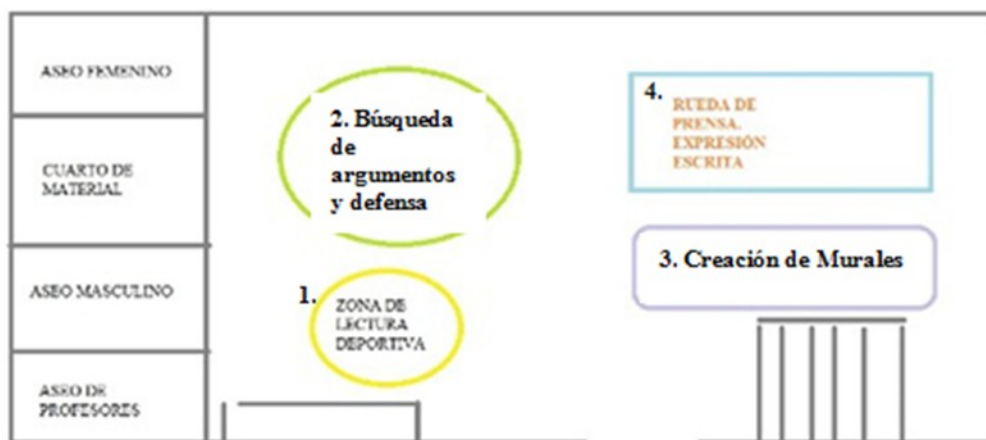 ASEO FEMENINO
CUARTO DE
MATERIAL
ASEO MASCULINO
ASEO DE
PROFESORES
2. Búsqueda
de
argumentos
y defensa
1.
ZONA DE
LECTURA
DEPORTIVA
4.
RUEDA DE
PRENSA.
EXPRESIÓN
ESCRITA
3. Creación de Murales